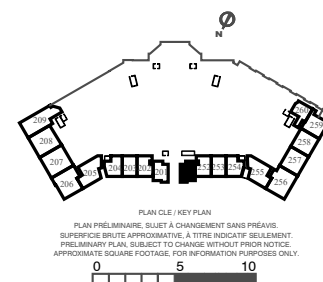 N
209
208
207
206
205
204
203
202
201
252
253
254
255
256
257
258
259
260
PLAN CLE / KEY PLAN
PLAN PRÉLIMINAIRE, SUJET À CHANGEMENT SANS PRÉAVIS.
SUPERFICIE BRUTE APPROXIMATIVE, À TITRE INDICATIF SEULEMENT.
PRELIMINARY PLAN, SUBJECT TO CHANGE WITHOUT PRIOR NOTICE.
APPROXIMATE SQUARE FOOTAGE, FOR INFORMATION PURPOSES ONLY.
0 5 10